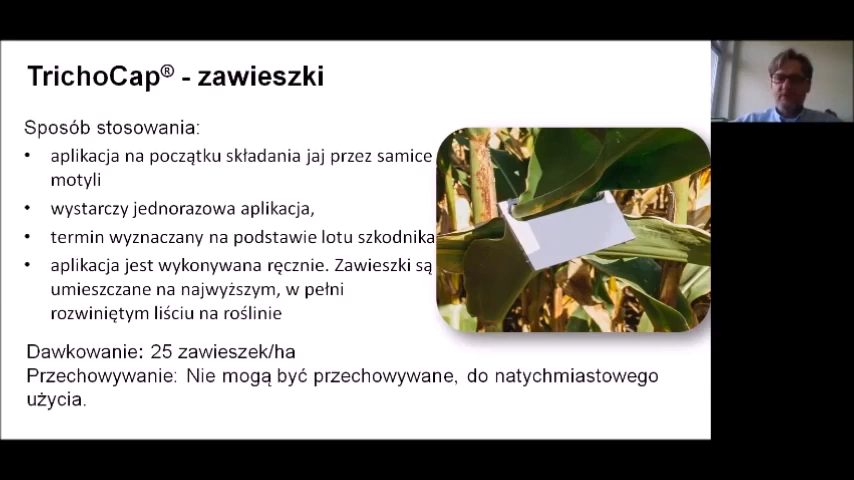 TrichoCap® - zawieszki
Sposób stosowania:
• aplikacja na początku składania jaj przez samice
motyli
• wystarczy jednorazowa aplikacja,
• termin wyznaczany na podstawie lotu szkodnika
• aplikacja jest wykonywana ręcznie. Zawieszki są
umieszczane na najwyższym, w pełni
rozwiniętym liściu na roślinie
Dawkowanie: 25 zawieszek/ha
Przechowywanie: Nie mogą być przechowywane, do natychmiastowego
użycia.